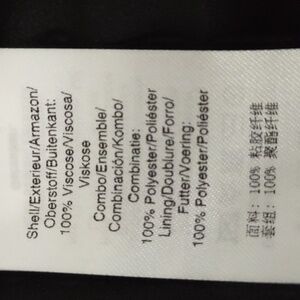 Shell/Exterieur/Armazon/
Oberstoff/Buitenkant:
100% Viscose/Viscosa/
Viskose
Combo/Ensemble/
Combinación/Kombo/
Combinatie:
100% Polyester/Poliéster
Lining/Doublure/Forro/
Futter/Voering:
100% Polyester/Poliéster
面料: 100% 粘胶纤维
套组: 100% 聚酯纤维